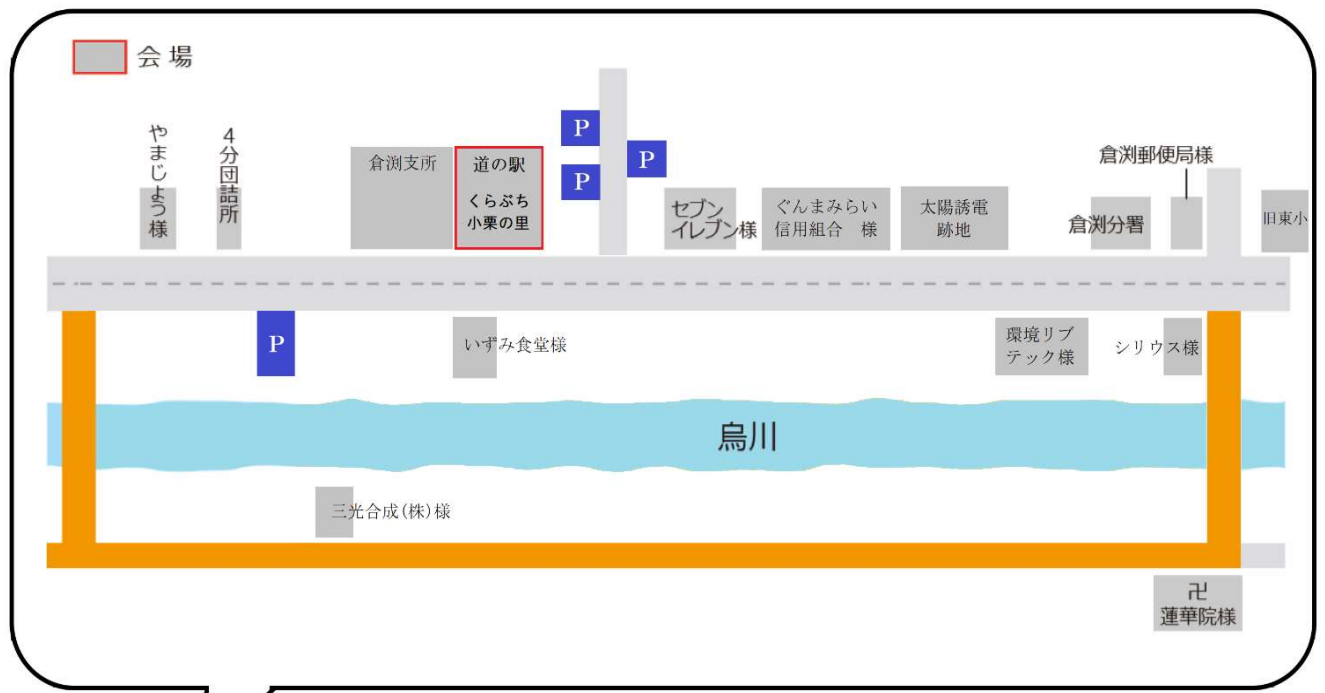 会場
やまじょう様
4分団詰所
倉渕支所
道の駅
くらぶち
小栗の里
P
P
P
セブン
イレブン様
ぐんまみらい
信用組合 様
太陽誘電
跡地
倉渕分署
倉渕郵便局様
旧東小
P
いずみ食堂様
環境リブ
テック様
シリウス様
烏川
三光合成(株)様
卍
蓮華院様